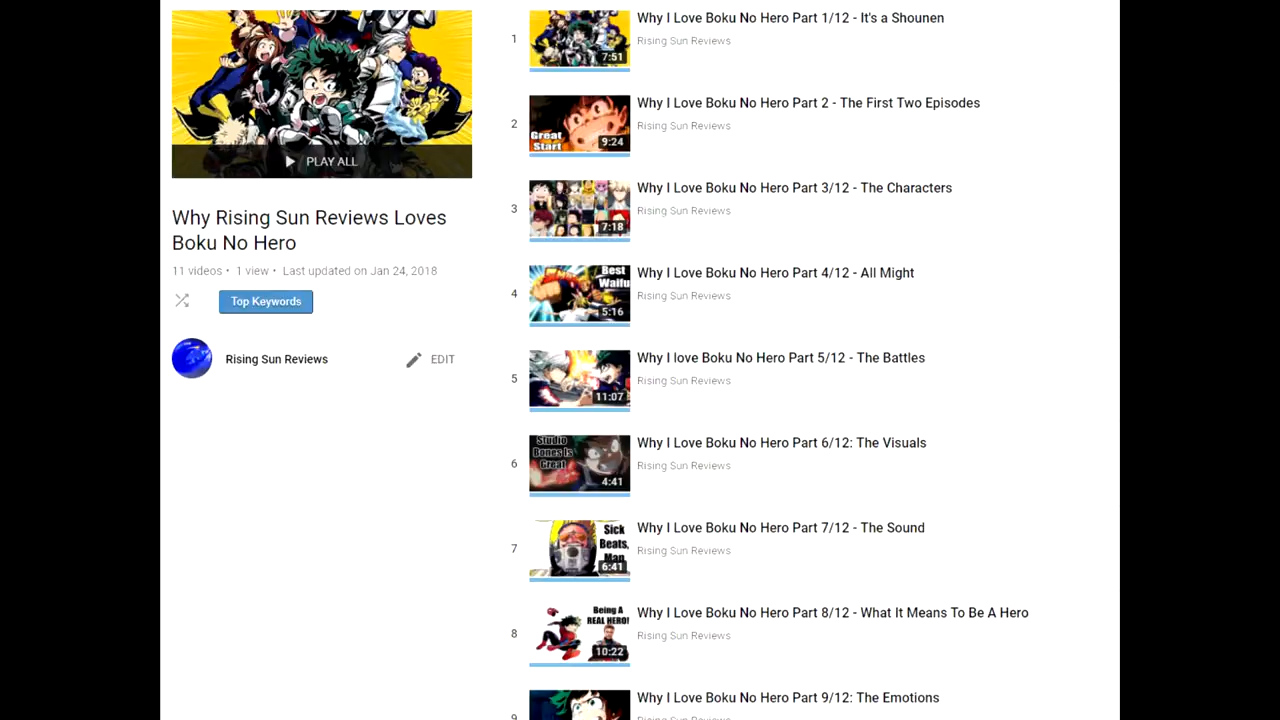 PLAY ALL
Why Rising Sun Reviews Loves
Boku No Hero
11 videos • 1 view • Last updated on Jan 24, 2018
Top Keywords
Rising Sun Reviews
EDIT
1
7:51
Why I Love Boku No Hero Part 1/12 - It's a Shounen
Rising Sun Reviews
2
Great
Start
9:24
Why I Love Boku No Hero Part 2 - The First Two Episodes
Rising Sun Reviews
3
7:18
Why I Love Boku No Hero Part 3/12 - The Characters
Rising Sun Reviews
4
Best
Waifu
5:16
Why I Love Boku No Hero Part 4/12 - All Might
Rising Sun Reviews
5
11:07
Why I love Boku No Hero Part 5/12 - The Battles
Rising Sun Reviews
6
Studio
Bones Is
Great
4:41
Why I Love Boku No Hero Part 6/12: The Visuals
Rising Sun Reviews
7
Sick
Beats,
Man
6:41
Why I Love Boku No Hero Part 7/12 - The Sound
Rising Sun Reviews
8
Being A
REAL HERO!
10:22
Why I Love Boku No Hero Part 8/12 - What It Means To Be A Hero
Rising Sun Reviews
9
Why I Love Boku No Hero Part 9/12: The Emotions
Rising Sun Reviews